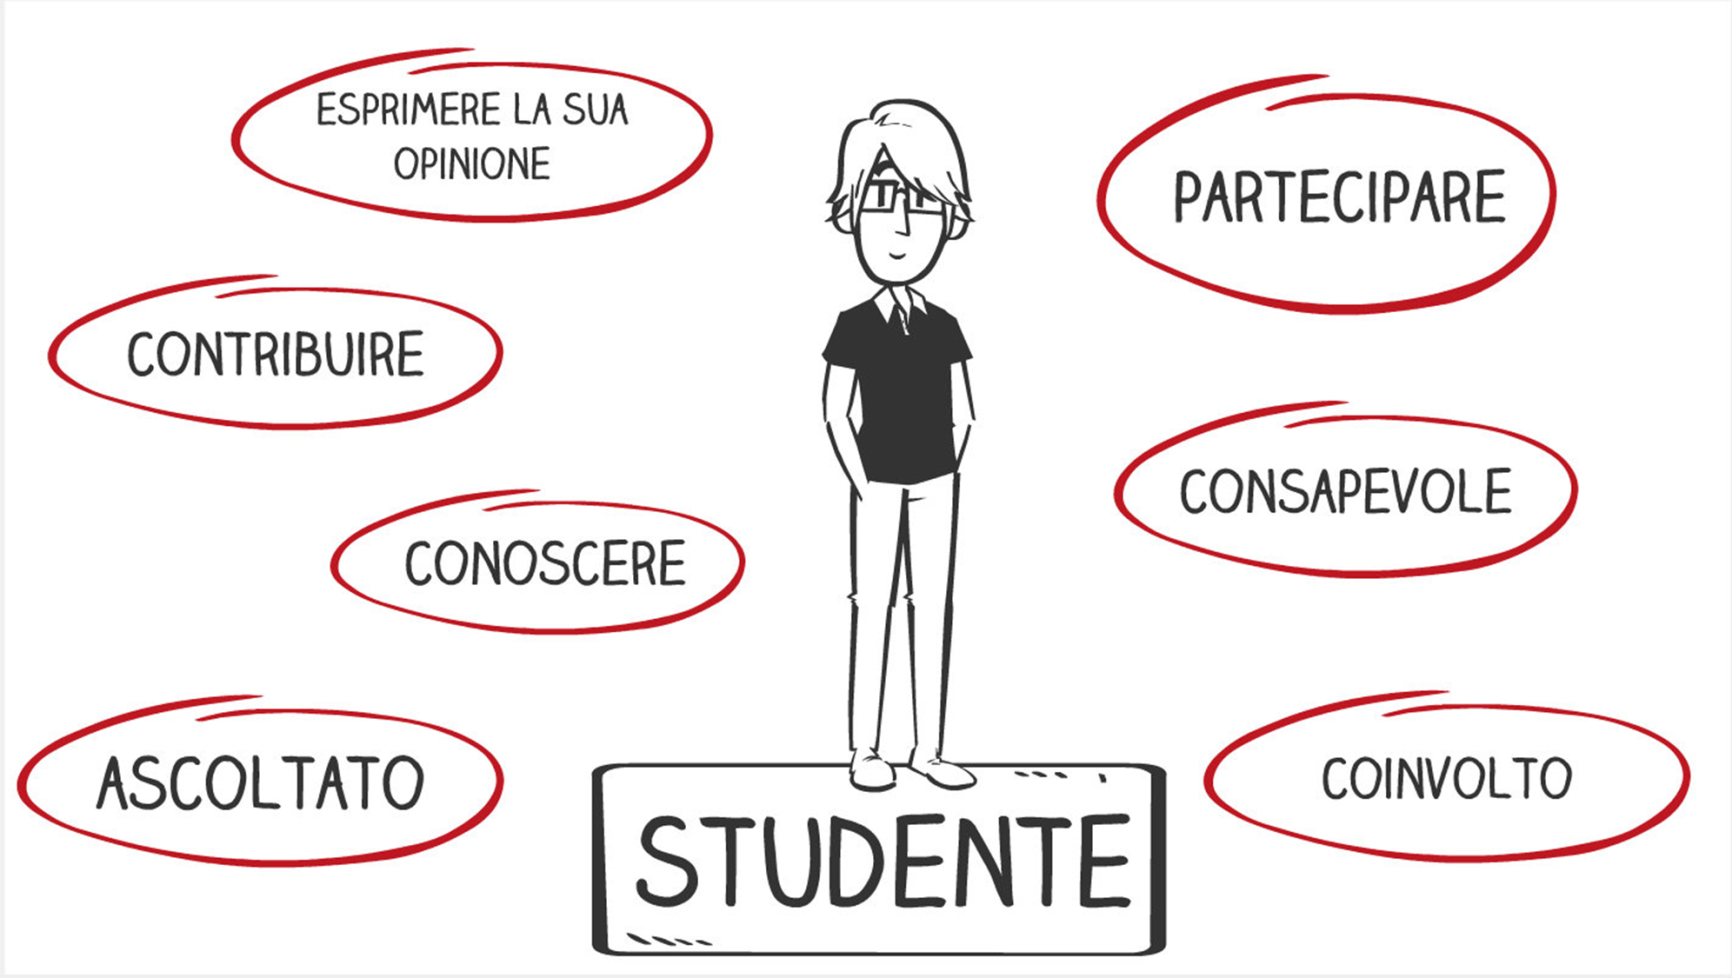 ESPRIMERE LA SUA
OPINIONE
PARTECIPARE
CONTRIBUIRE
CONSAPEVOLE
CONOSCERE
ASCOLTATO
COINVOLTO
STUDENTE